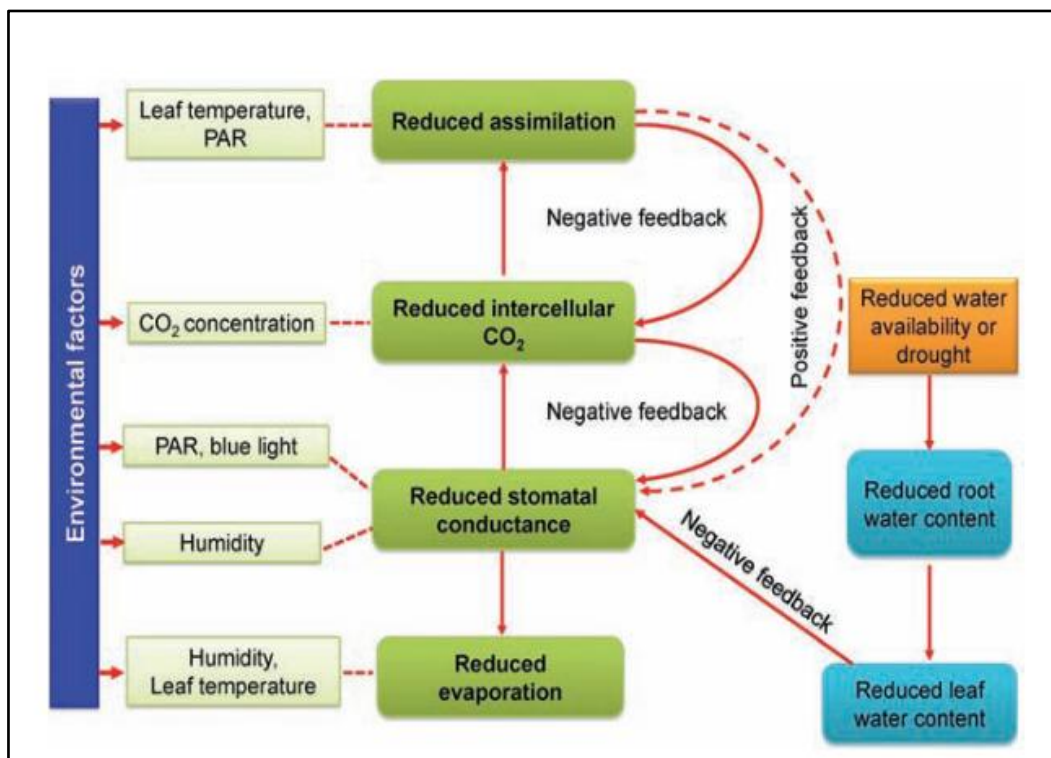 Environmental factors
Leaf temperature,
PAR
CO₂ concentration
PAR, blue light
Humidity
Humidity,
Leaf temperature
Reduced assimilation
Negative feedback
Reduced intercellular
CO₂
Negative feedback
Reduced stomatal
conductance
Reduced
evaporation
Positive feedback
Negative feedback
Reduced water
availability or
drought
Reduced root
water content
Reduced leaf
water content